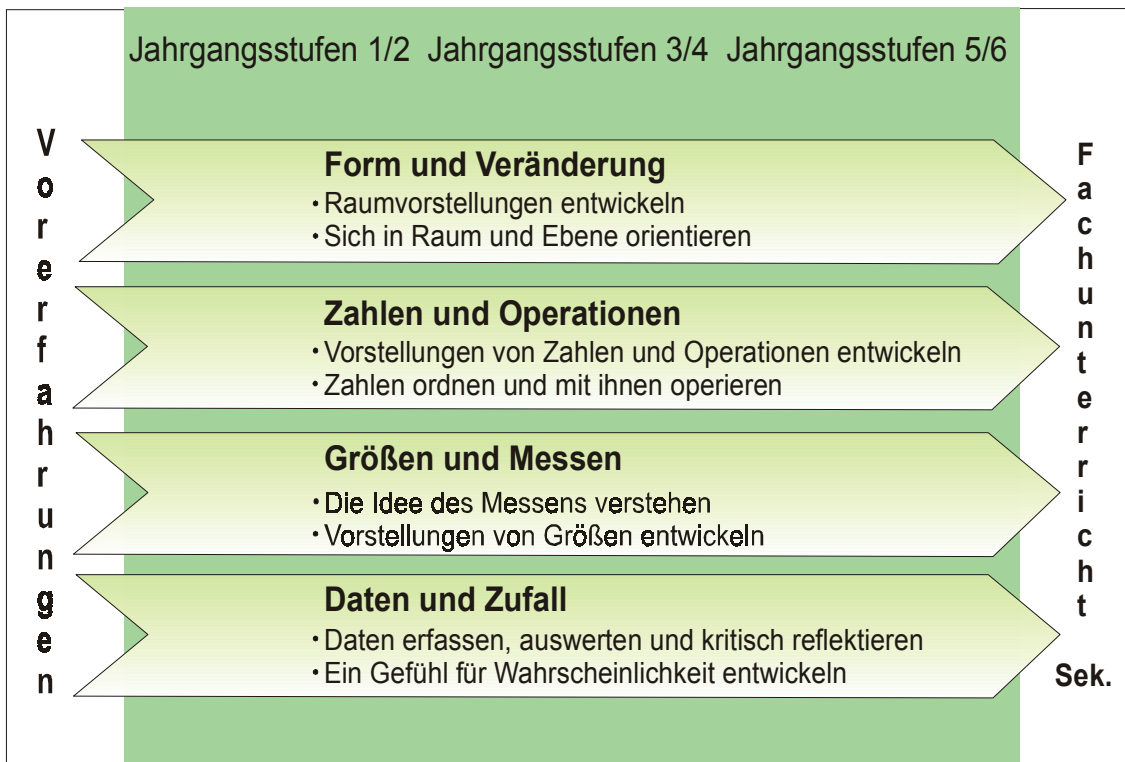 Jahrgangsstufen 1/2 Jahrgangsstufen 3/4 Jahrgangsstufen 5/6
Vorerfahrungen
Form und Veränderung
· Raumvorstellungen entwickeln
· Sich in Raum und Ebene orientieren
Zahlen und Operationen
· Vorstellungen von Zahlen und Operationen entwickeln
· Zahlen ordnen und mit ihnen operieren
Größen und Messen
· Die Idee des Messens verstehen
· Vorstellungen von Größen entwickeln
Daten und Zufall
· Daten erfassen, auswerten und kritisch reflektieren
· Ein Gefühl für Wahrscheinlichkeit entwickeln
Fachunterricht
Sek.